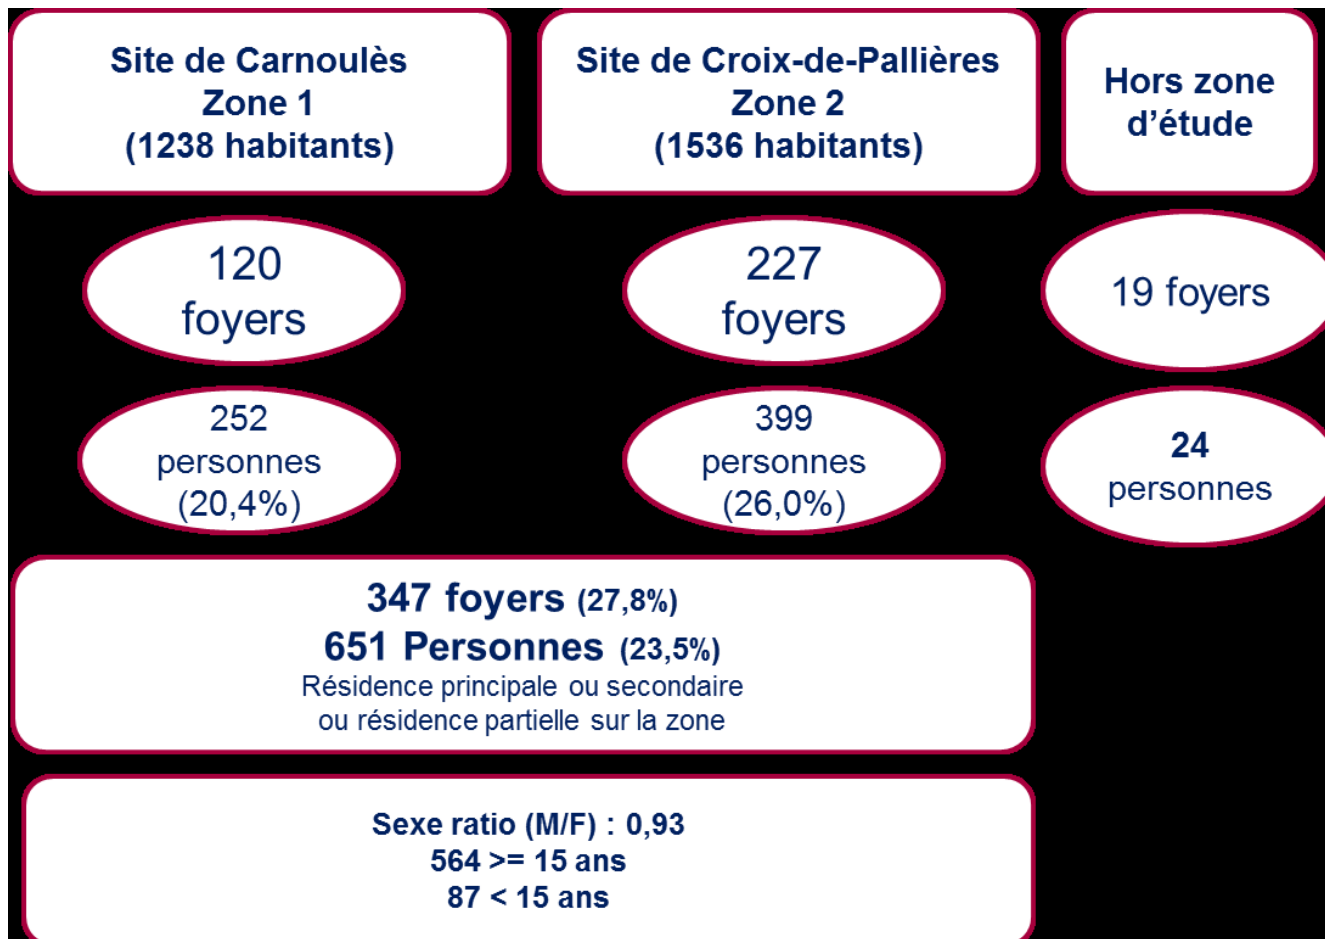 Site de Carnoulès
Zone 1
(1238 habitants)
Site de Croix-de-Pallières
Zone 2
(1536 habitants)
Hors zone
d’étude
120
foyers
227
foyers
19 foyers
252
personnes
(20,4%)
399
personnes
(26,0%)
24
personnes
347 foyers (27,8%)
651 Personnes (23,5%)
Résidence principale ou secondaire
ou résidence partielle sur la zone
Sexe ratio (M/F) : 0,93
564 >= 15 ans
87 < 15 ans